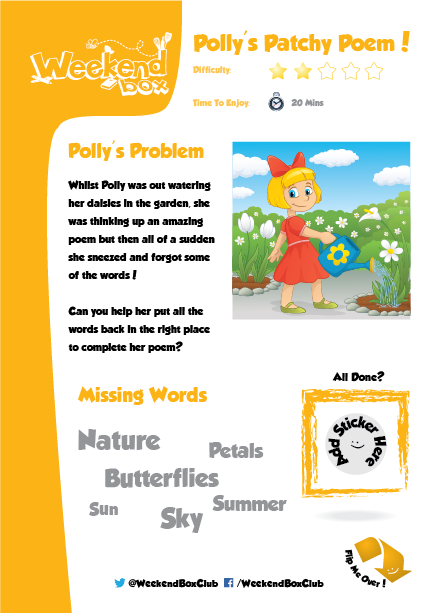 Polly's Patchy Poem!
Weekend
BOX
Difficulty:
Time To Enjoy: 20 Mins
Polly's Problem
Whilst Polly was out watering
her daisies in the garden, she
was thinking up an amazing
poem but then all of a sudden
she sneezed and forgot some
of the words!
Can you help her put all the
words back in the right place
to complete her poem?
Missing Words
Nature
Petals
Butterflies
Sun
Sky
Summer
All Done?
Add Sticker Here
Flip Me Over!
@WeekendBoxClub /WeekendBoxClub